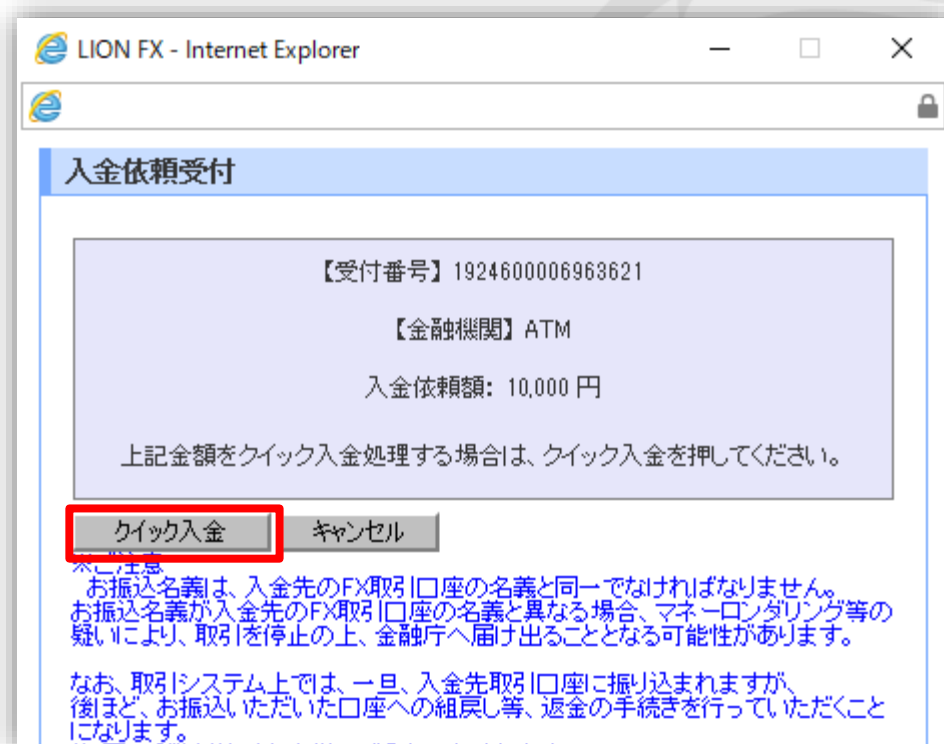 LION FX - Internet Explorer
入金依頼受付
【受付番号】1924600006963621
【金融機関】ATM
入金依頼額: 10,000 円
上記金額をクイック入金処理する場合は、クイック入金を押してください。
クイック入金 キャンセル
※ご注意
お振込名義は、入金先のFX取引口座の名義と同一でなければなりません。
お振込名義が入金先のFX取引口座の名義と異なる場合、マネーロンダリング等の
疑いにより、取引を停止の上、金融庁へ届け出ることとなる可能性があります。
なお、取引システム上では、一旦、入金先取引口座に振り込まれますが、
後ほど、お振込いただいた口座への組戻し等、返金の手続きを行っていただくこと
になります。